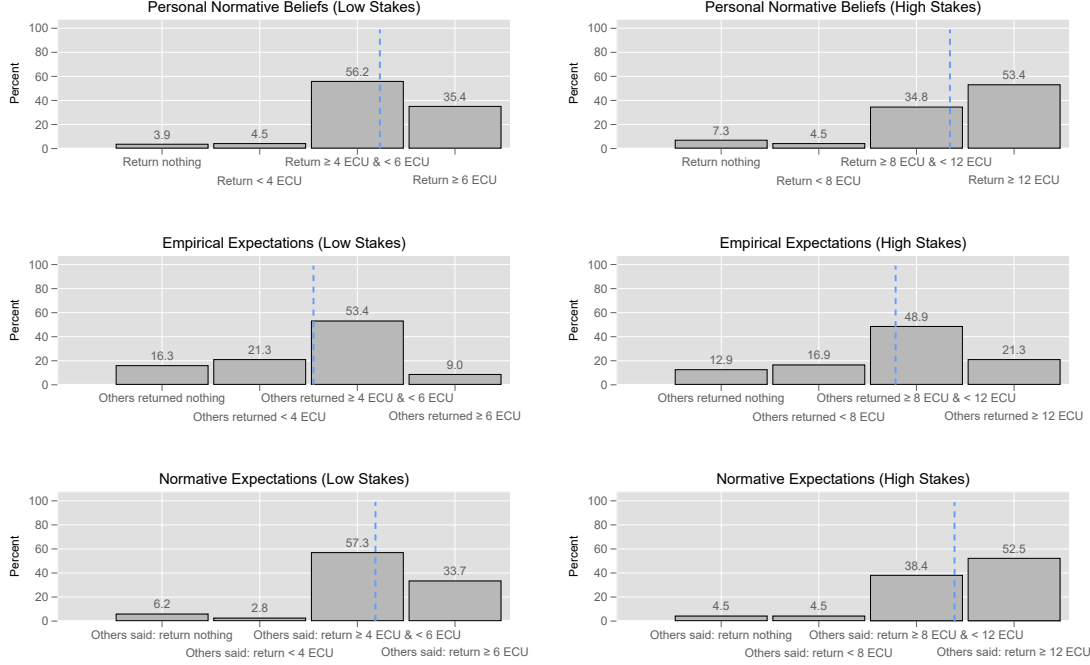 Personal Normative Beliefs (Low Stakes)
Percent
100
80
60
40
20
0
3.9
4.5
56.2
35.4
Return nothing
Return < 4 ECU
Return ≥ 4 ECU & < 6 ECU
Return ≥ 6 ECU
Personal Normative Beliefs (High Stakes)
Percent
100
80
60
40
20
0
7.3
4.5
34.8
53.4
Return nothing
Return < 8 ECU
Return ≥ 8 ECU & < 12 ECU
Return ≥ 12 ECU
Empirical Expectations (Low Stakes)
Percent
100
80
60
40
20
0
16.3
21.3
53.4
9.0
Others returned nothing
Others returned < 4 ECU
Others returned ≥ 4 ECU & < 6 ECU
Others returned ≥ 6 ECU
Empirical Expectations (High Stakes)
Percent
100
80
60
40
20
0
12.9
16.9
48.9
21.3
Others returned nothing
Others returned < 8 ECU
Others returned ≥ 8 ECU & < 12 ECU
Others returned ≥ 12 ECU
Normative Expectations (Low Stakes)
Percent
100
80
60
40
20
0
6.2
2.8
57.3
33.7
Others said: return nothing
Others said: return < 4 ECU
Others said: return ≥ 4 ECU & < 6 ECU
Others said: return ≥ 6 ECU
Normative Expectations (High Stakes)
Percent
100
80
60
40
20
0
4.5
4.5
38.4
52.5
Others said: return nothing
Others said: return < 8 ECU
Others said: return ≥ 8 ECU & < 12 ECU
Others said: return ≥ 12 ECU